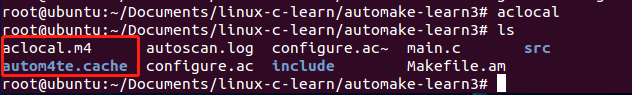 root@ubuntu:~/Documents/linux-c-learn/automake-learn3# aclocal
root@ubuntu:~/Documents/linux-c-learn/automake-learn3# ls
aclocal.m4 autoscan.log configure.ac~ main.c src
autom4te.cache configure.ac include Makefile.am
root@ubuntu:~/Documents/linux-c-learn/automake-learn3#